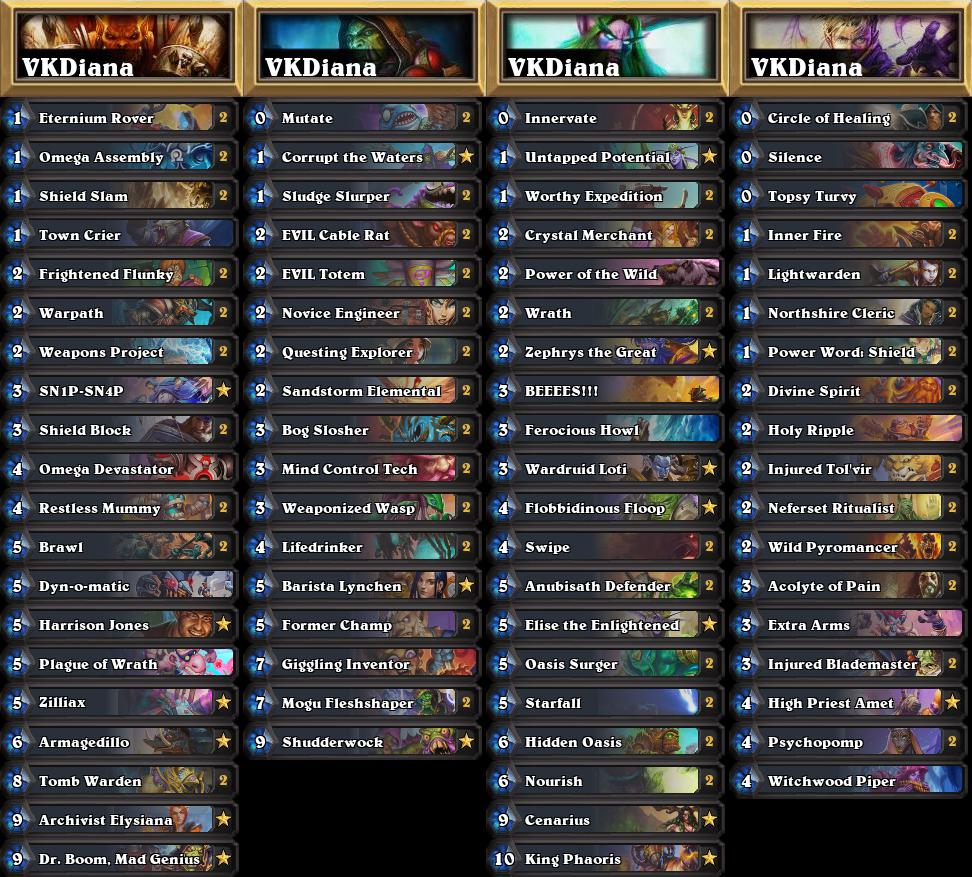 VKDiana
1 Eternium Rover 2
1 Omega Assembly 2
1 Shield Slam 2
1 Town Crier
2 Frightened Flunky 2
2 Warpath 2
2 Weapons Project 2
3 SN1P-SN4P
3 Shield Block 2
4 Omega Devastator
4 Restless Mummy 2
5 Brawl 2
5 Dyn-o-matic
5 Harrison Jones
5 Plague of Wrath
5 Zilliax
6 Armagedillo
8 Tomb Warden 2
9 Archivist Elysiana
9 Dr. Boom, Mad Genius
VKDiana
0 Mutate 2
1 Corrupt the Waters
1 Sludge Slurper 2
2 EVIL Cable Rat 2
2 EVIL Totem 2
2 Novice Engineer 2
2 Questing Explorer 2
2 Sandstorm Elemental 2
3 Bog Slosher 2
3 Mind Control Tech 2
3 Weaponized Wasp 2
4 Lifedrinker 2
5 Barista Lynchen
5 Former Champ 2
7 Giggling Inventor
7 Mogu Fleshshaper 2
9 Shudderwock
VKDiana
0 Innervate 2
1 Untapped Potential
1 Worthy Expedition 2
2 Crystal Merchant 2
2 Power of the Wild
2 Wrath 2
2 Zephrys the Great
3 BEEEES!!!
3 Ferocious Howl
3 Wardruid Loti
4 Flobbidinous Floop
4 Swipe 2
5 Anubisath Defender 2
5 Elise the Enlightened
5 Oasis Surger 2
5 Starfall 2
6 Hidden Oasis 2
6 Nourish 2
9 Cenarius
10 King Phaoris
VKDiana
0 Circle of Healing 2
0 Silence
0 Topsy Turvy
1 Inner Fire 2
1 Lightwarden 2
1 Northshire Cleric 2
1 Power Word: Shield 2
2 Divine Spirit 2
2 Holy Ripple
2 Injured Tol'vir 2
2 Neferset Ritualist 2
2 Wild Pyromancer 2
3 Acolyte of Pain 2
3 Extra Arms
3 Injured Blademaster 2
4 High Priest Amet
4 Psychopomp 2
4 Witchwood Piper